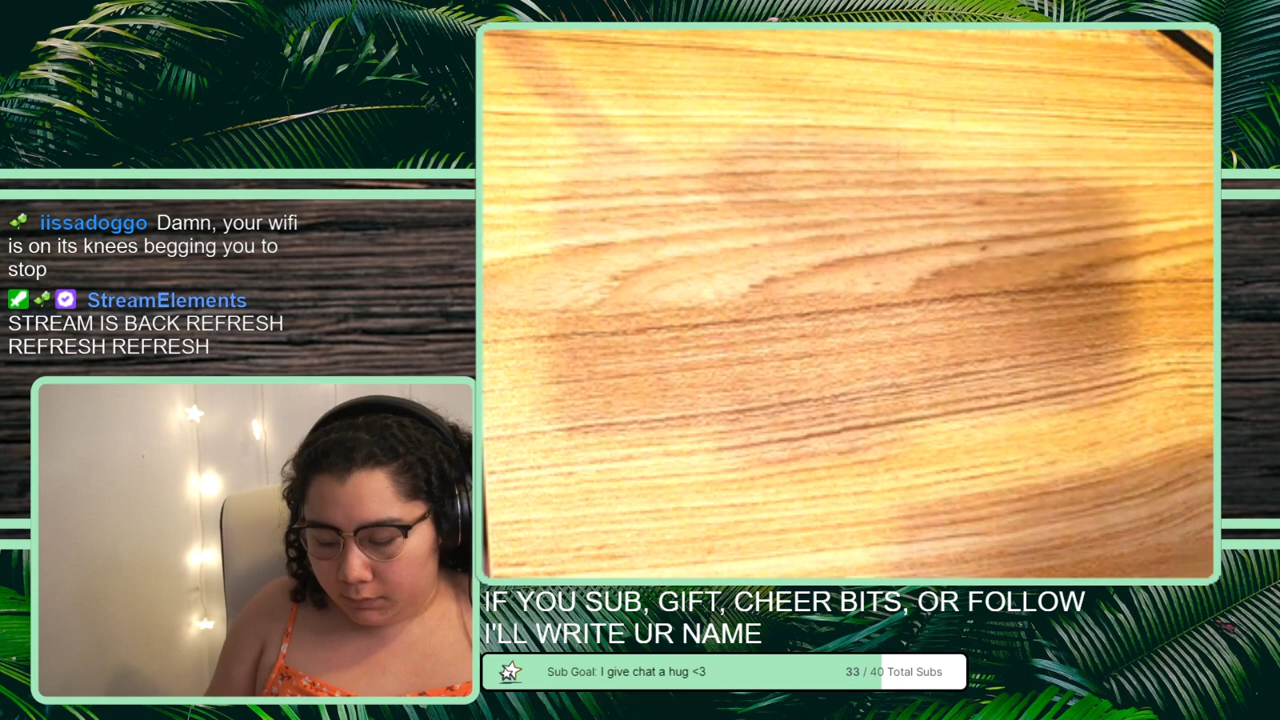 iissadoggo Damn, your wifi
is on its knees begging you to
stop
StreamElements
STREAM IS BACK REFRESH
REFRESH REFRESH
IF YOU SUB, GIFT, CHEER BITS, OR FOLLOW
I'LL WRITE UR NAME
Sub Goal: I give chat a hug <3 33 / 40 Total Subs